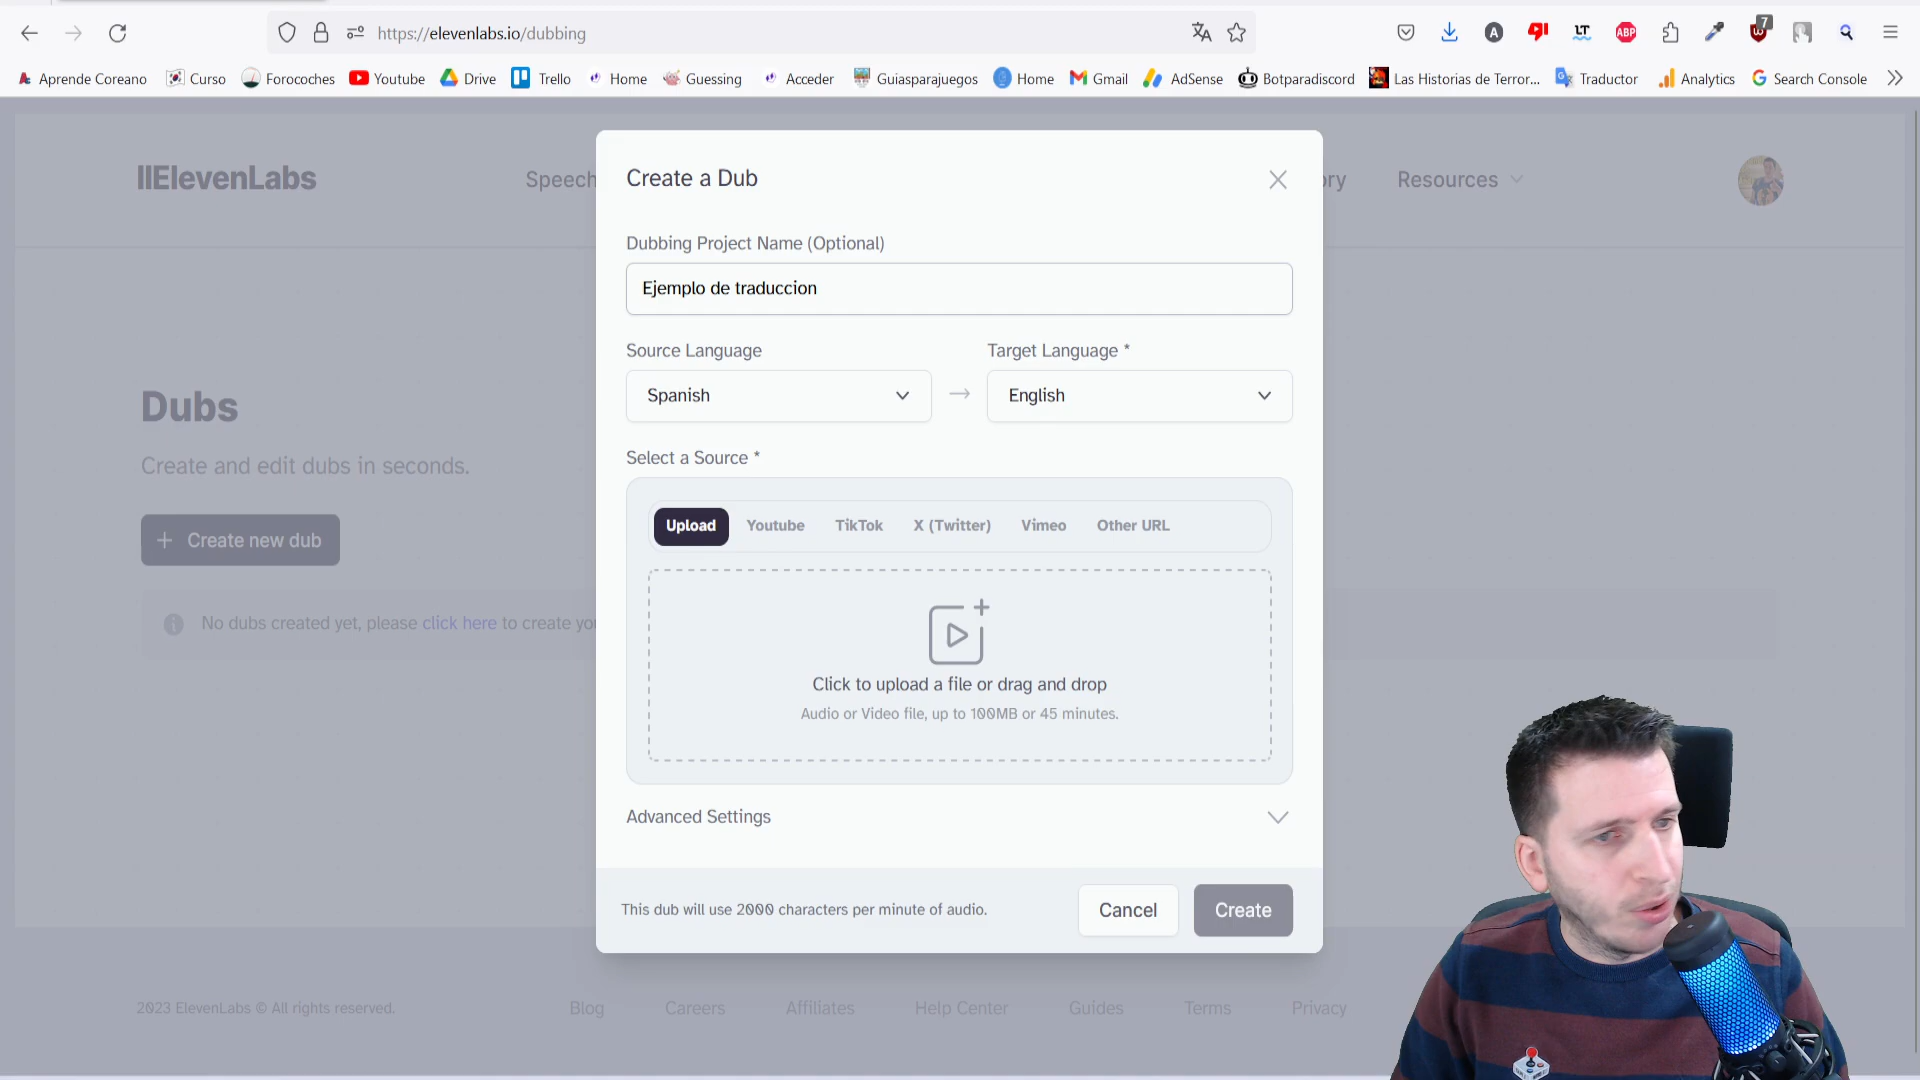 https://elevenlabs.io/dubbing
7
Aprende Coreano Curso Forocoches Youtube Drive Trello Home Guessing Acceder Guiasparajuegos Home Gmail AdSense Botparadiscord Las Historias de Terror... Traductor Analytics Search Console
IIElevenLabs Speech ory Resources
Create a Dub
Dubbing Project Name (Optional)
Ejemplo de traduccion
Source Language Target Language *
Spanish English
Dubs
Create and edit dubs in seconds.
+ Create new dub
No dubs created yet, please click here to create you
Select a Source *
Upload Youtube TikTok X (Twitter) Vimeo Other URL
Click to upload a file or drag and drop
Audio or Video file, up to 100MB or 45 minutes.
Advanced Settings
This dub will use 2000 characters per minute of audio.
Cancel Create
2023 ElevenLabs © All rights reserved. Blog Careers Affiliates Help Center Guides Terms Privacy